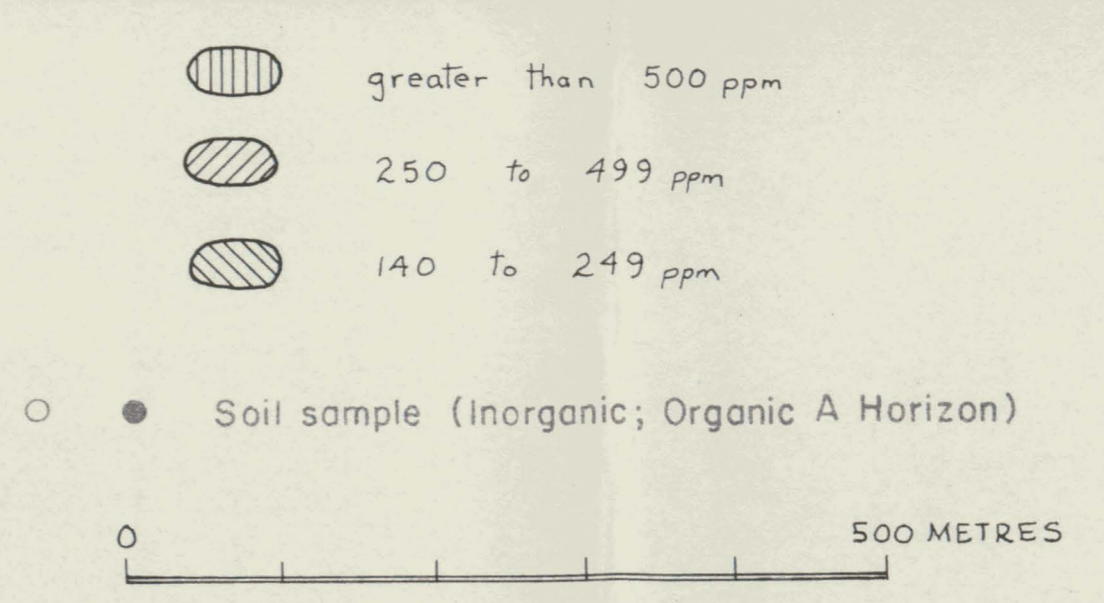 greater than 500 ppm
250 to 499 ppm
140 to 249 ppm
Soil sample (Inorganic; Organic A Horizon)
0 500 METRES